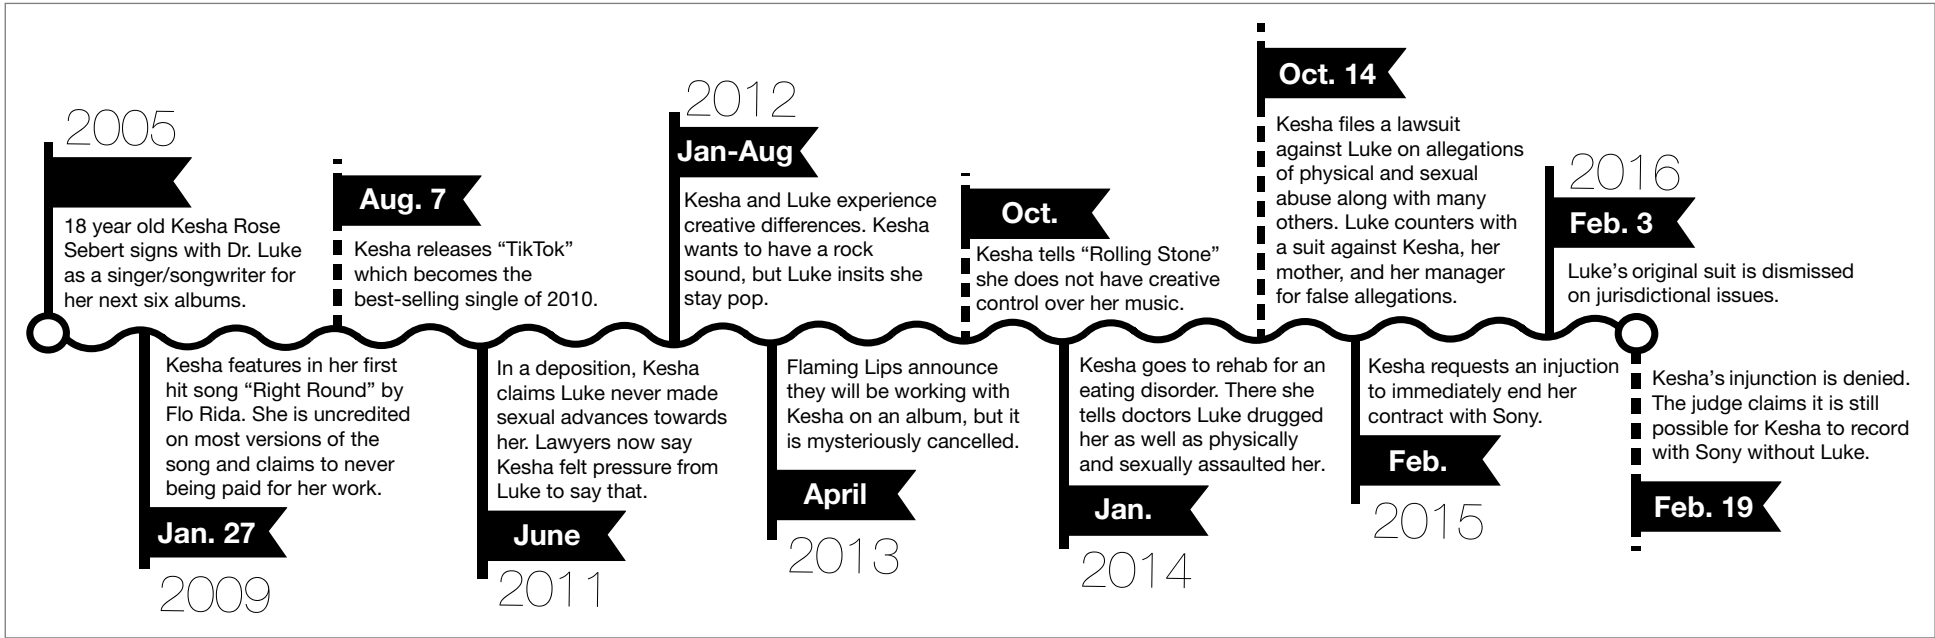 2005
18 year old Kesha Rose
Sebert signs with Dr. Luke
as a singer/songwriter for
her next six albums.
Kesha features in her first
hit song “Right Round” by
Flo Rida. She is uncredited
on most versions of the
song and claims to never
being paid for her work.
Jan. 27
2009
Aug. 7
Kesha releases “TikTok”
which becomes the
best-selling single of 2010.
In a deposition, Kesha
claims Luke never made
sexual advances towards
her. Lawyers now say
Kesha felt pressure from
Luke to say that.
June
2011
2012
Jan-Aug
Kesha and Luke experience
creative differences. Kesha
wants to have a rock
sound, but Luke insits she
stay pop.
Flaming Lips announce
they will be working with
Kesha on an album, but it
is mysteriously cancelled.
April
2013
Oct.
Kesha tells “Rolling Stone”
she does not have creative
control over her music.
Kesha goes to rehab for an
eating disorder. There she
tells doctors Luke drugged
her as well as physically
and sexually assaulted her.
Jan.
2014
Oct. 14
Kesha files a lawsuit
against Luke on allegations
of physical and sexual
abuse along with many
others. Luke counters with
a suit against Kesha, her
mother, and her manager
for false allegations.
Kesha requests an injuction
to immediately end her
contract with Sony.
Feb.
2015
2016
Feb. 3
Luke’s original suit is dismissed
on jurisdictional issues.
Kesha’s injunction is denied.
The judge claims it is still
possible for Kesha to record
with Sony without Luke.
Feb. 19